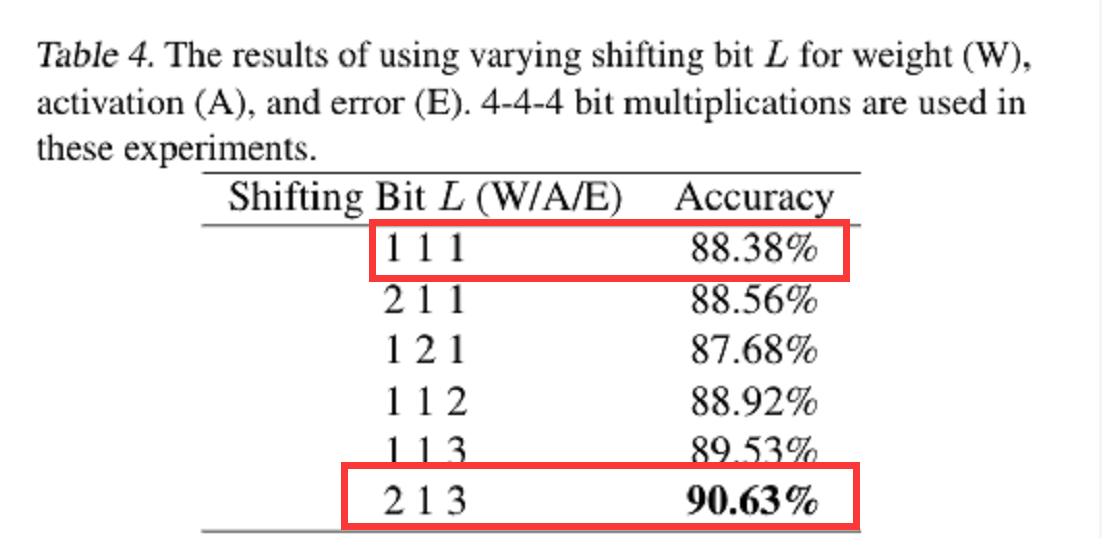 Table 4. The results of using varying shifting bit L for weight (W),
activation (A), and error (E). 4-4-4 bit multiplications are used in
these experiments.
Shifting Bit L (W/A/E) Accuracy
1 1 1 88.38%
2 1 1 88.56%
1 2 1 87.68%
1 1 2 88.92%
1 1 3 89.53%
2 1 3 90.63%